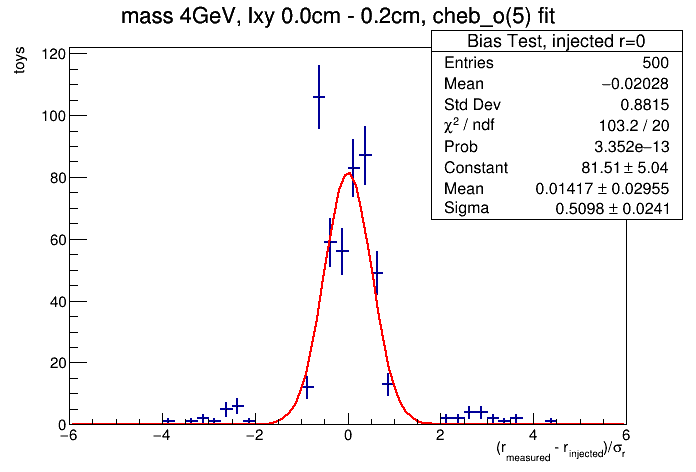 mass 4GeV, lxy 0.0cm - 0.2cm, cheb_o(5) fit
toys
Bias Test, injected r=0
Entries 500
Mean −0.02028
Std Dev 0.8815
χ² / ndf 103.2 / 20
Prob 3.352e−13
Constant 81.51 ± 5.04
Mean 0.01417 ± 0.02955
Sigma 0.5098 ± 0.0241
120
100
80
60
40
20
0
−6 −4 −2 0 2 4 6
(r_measured - r_injected)/σ_r